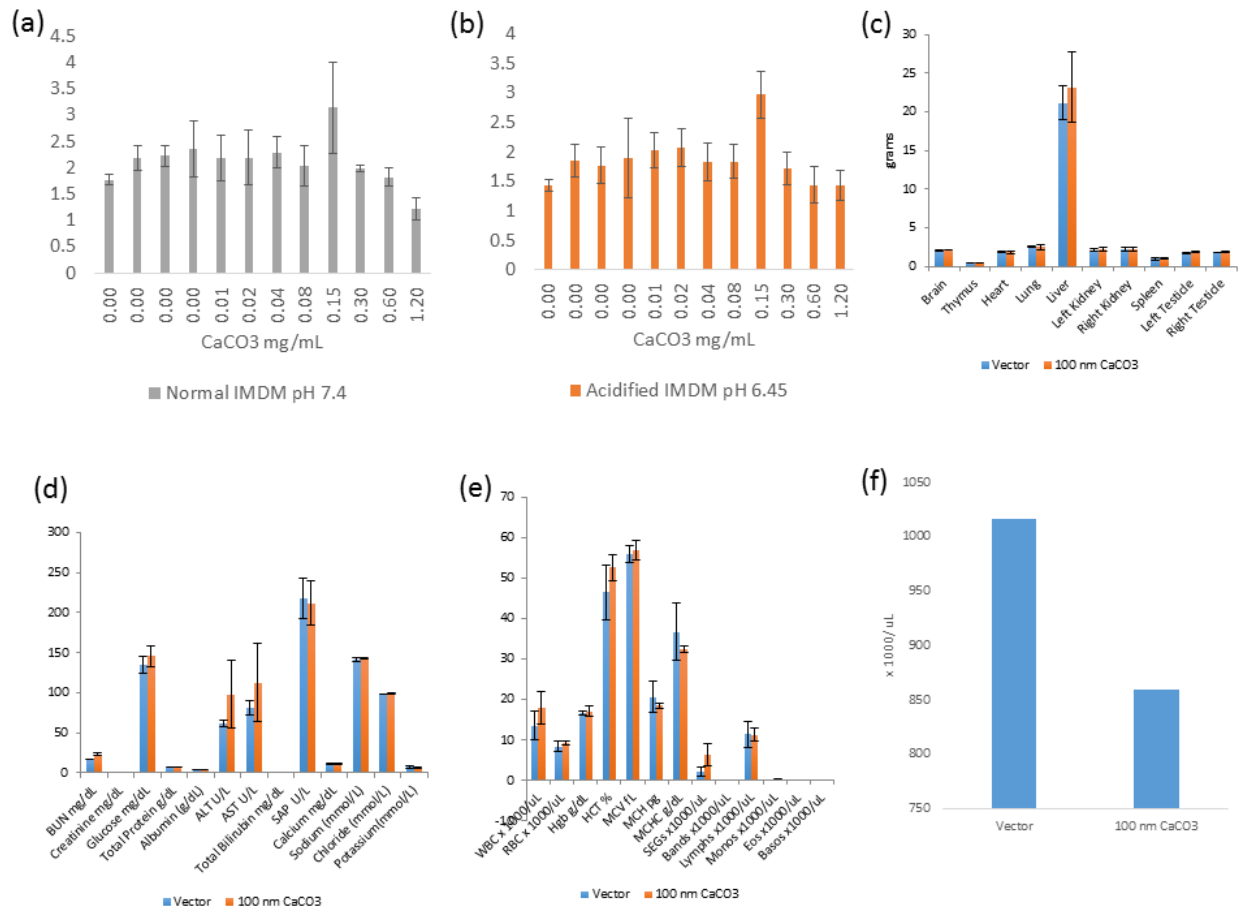 (a)
4.5
4
3.5
3
2.5
2
1.5
1
0.5
0
0.00 0.00 0.00 0.00 0.01 0.02 0.04 0.08 0.15 0.30 0.60 1.20
CaCO3 mg/mL
Normal IMDM pH 7.4
(b)
4
3.5
3
2.5
2
1.5
1
0.5
0
0.00 0.00 0.00 0.00 0.01 0.02 0.04 0.08 0.15 0.30 0.60 1.20
CaCO3 mg/mL
Acidified IMDM pH 6.45
(c)
grams
30
25
20
15
10
5
0
Brain
Thymus
Heart
Lung
Liver
Left Kidney
Right Kidney
Spleen
Left Testicle
Right Testicle
Vector 100 nm CaCO3
(d)
300
250
200
150
100
50
0
BUN mg/dL
Creatinine mg/dL
Glucose mg/dL
Total Protein g/dL
Albumin (g/dL)
ALT U/L
AST U/L
Total Bilirubin mg/dL
SAP U/L
Calcium mg/dL
Sodium (mmol/L)
Chloride (mmol/L)
Potassium(mmol/L)
Vector 100 nm CaCO3
(e)
70
60
50
40
30
20
10
0
-10
WBC x 1000/uL
RBC x 1000/uL
Hgb g/dL
HCT %
MCV fL
MCH pg
MCHC g/dL
SEGs x1000/uL
Bands x1000/uL
Lymphs x1000/uL
Monos x1000/uL
Eos x1000/uL
Basos x1000/uL
Vector 100 nm CaCO3
(f)
x 1000/ uL
1050
1000
950
900
850
800
750
Vector 100 nm CaCO3